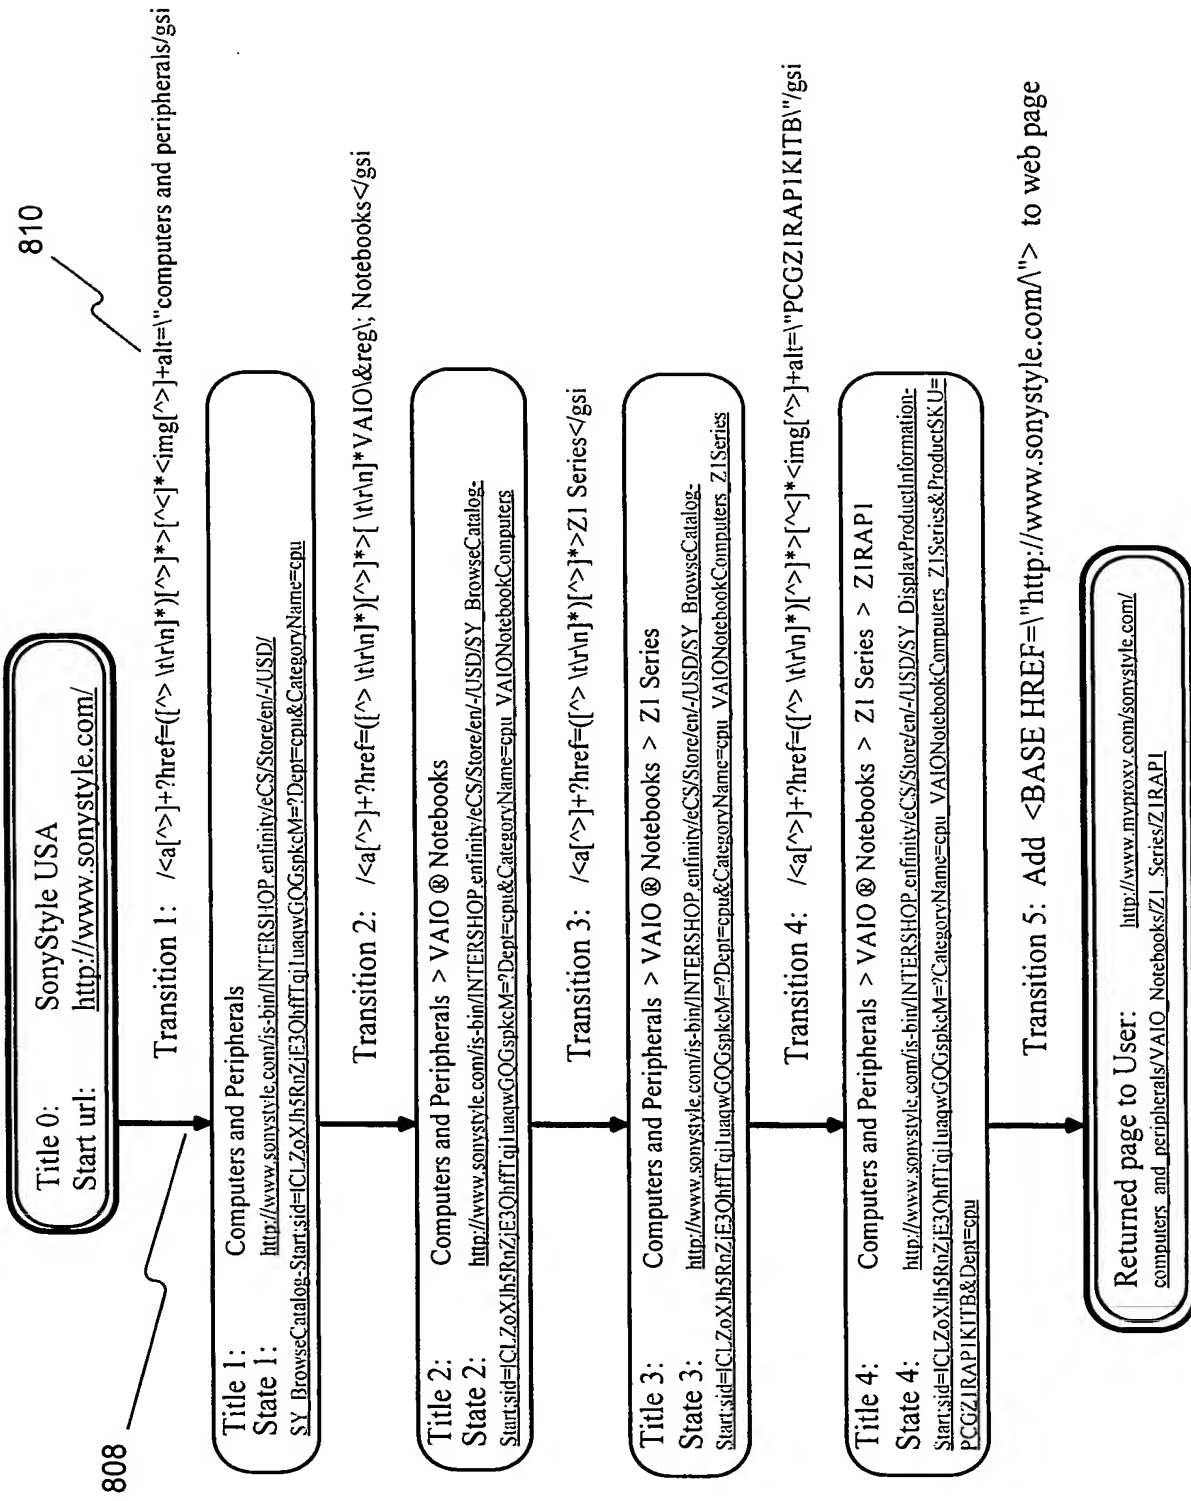 810
Title 0: SonyStyle USA
Start url: http://www.sonystyle.com/
Transition 1: /<a[^>]+?href=([^> \t\r\n]*)[^>]*>[^<]*<img[^>]+alt=\"computers and peripherals/gsi
808
Title 1: Computers and Peripherals
State 1: http://www.sonystyle.com/is-bin/INTERSHOP.enfinity/eCS/Store/en/-/USD/
SY_BrowseCatalog-Start;sid=ICLZoXJh5RnZjE3QhfTqj1uaqwGQGspkcM=?Dept=cpu&CategoryName=cpu
Transition 2: /<a[^>]+?href=([^> \t\r\n]*)[^>]*>[ \t\r\n]*VAIO\&reg\; Notebooks</gsi
Title 2: Computers and Peripherals > VAIO ® Notebooks
State 2: http://www.sonystyle.com/is-bin/INTERSHOP.enfinity/eCS/Store/en/-/USD/SY_BrowseCatalog-
Start;sid=ICLZoXJh5RnZjE3QhfTqj1uaqwGQGspkcM=?Dept=cpu&CategoryName=cpu_VAIONotebookComputers
Transition 3: /<a[^>]+?href=([^> \t\r\n]*)[^>]*>Z1 Series</gsi
Title 3: Computers and Peripherals > VAIO ® Notebooks > Z1 Series
State 3: http://www.sonystyle.com/is-bin/INTERSHOP.enfinity/eCS/Store/en/-/USD/SY_BrowseCatalog-
Start;sid=ICLZoXJh5RnZjE3QhfTqj1uaqwGQGspkcM=?Dept=cpu&CategoryName=cpu_VAIONotebookComputers_Z1Series
Transition 4: /<a[^>]+?href=([^> \t\r\n]*)[^>]*>[^<]*<img[^>]+alt=\"PCGZ1RAP1KITB\"/gsi
Title 4: Computers and Peripherals > VAIO ® Notebooks > Z1 Series > Z1RAP1
State 4: http://www.sonystyle.com/is-bin/INTERSHOP.enfinity/eCS/Store/en/-/USD/SY_DisplayProductInformation-
Start;sid=ICLZoXJh5RnZjE3QhfTqj1uaqwGQGspkcM=?CategoryName=cpu_VAIONotebookComputers_Z1Series&ProductSKU=
PCGZ1RAP1KITB&Dept=cpu
Transition 5: Add <BASE HREF=\"http://www.sonystyle.com/\"> to web page
Returned page to User: http://www.myproxy.com/sonystyle.com/
computers_and_peripherals/VAIO_Notebooks/Z1_Series/Z1RAP1